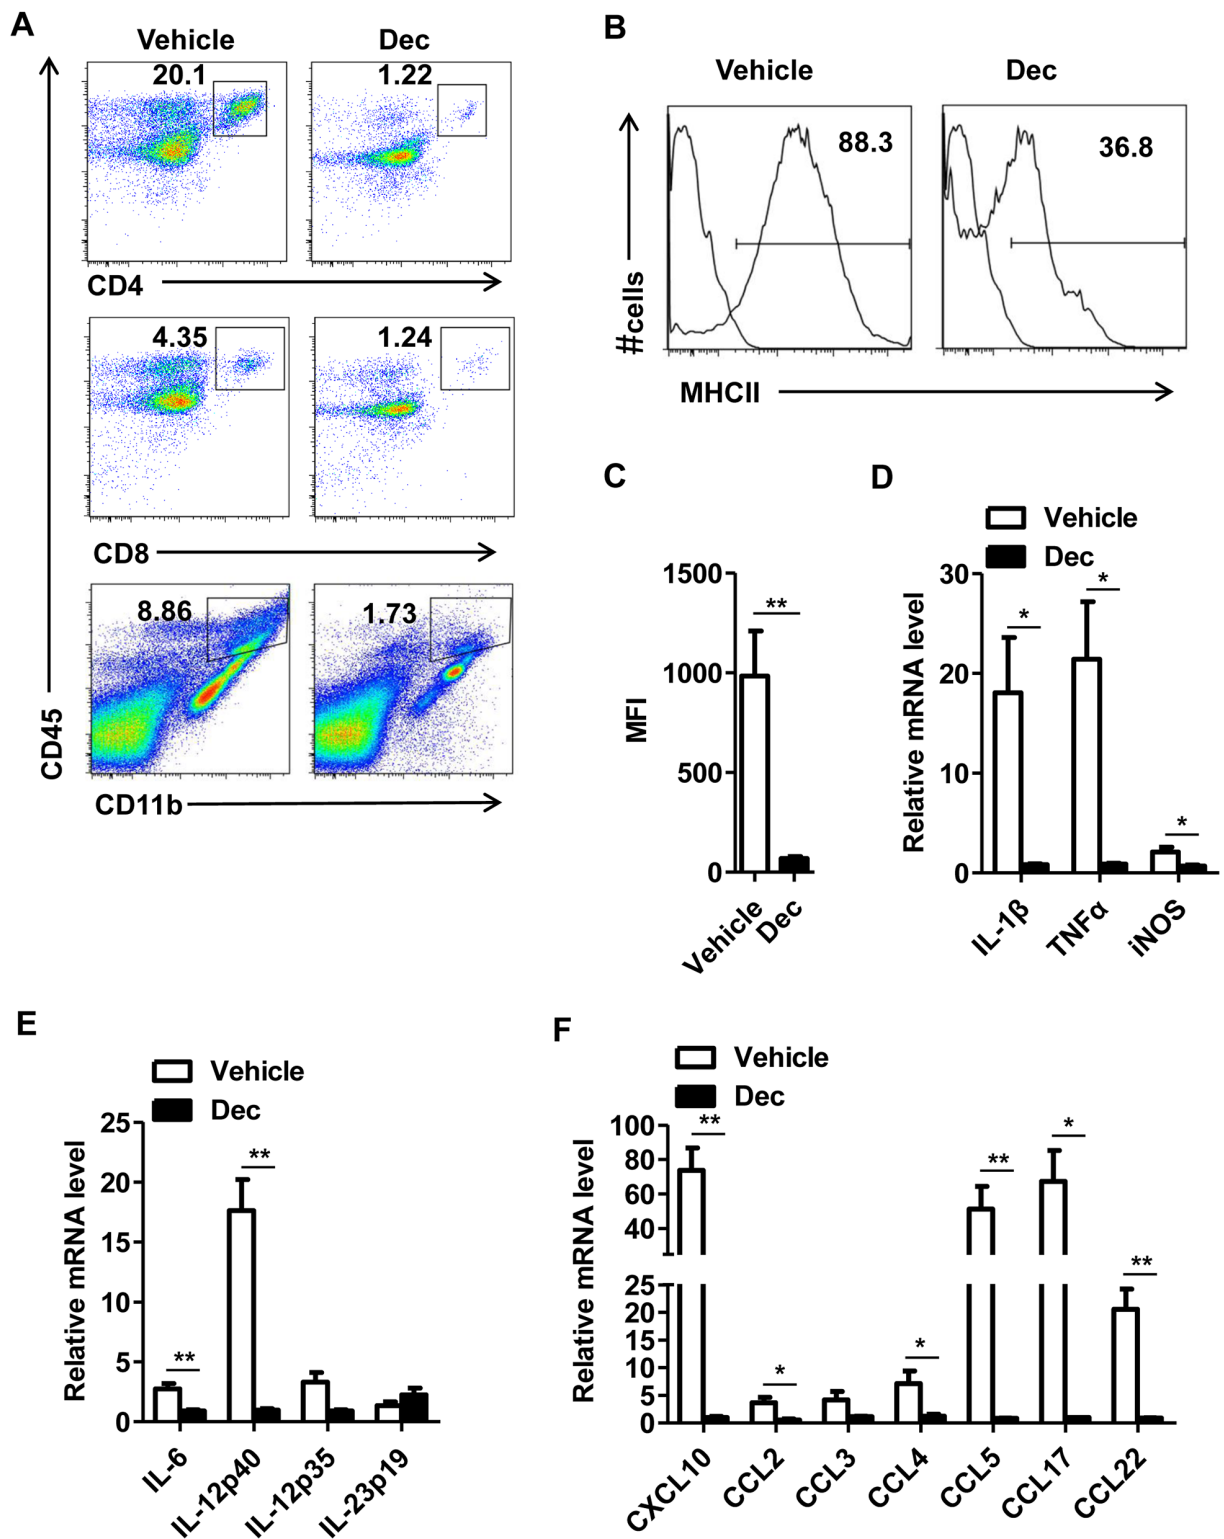 A
Vehicle
Dec
20.1
1.22
CD4
4.35
1.24
CD8
8.86
1.73
CD11b
CD45
B
Vehicle
Dec
88.3
36.8
#cells
MHCII
C
1500
1000
500
0
MFI
**
Vehicle
Dec
D
Vehicle
Dec
30
20
10
0
Relative mRNA level
*
*
*
IL-1β
TNFα
iNOS
E
Vehicle
Dec
25
20
15
10
5
0
Relative mRNA level
**
**
IL-6
IL-12p40
IL-12p35
IL-23p19
F
Vehicle
Dec
100
80
60
40
25
20
15
10
5
0
Relative mRNA level
**
*
*
**
*
**
CXCL10
CCL2
CCL3
CCL4
CCL5
CCL17
CCL22